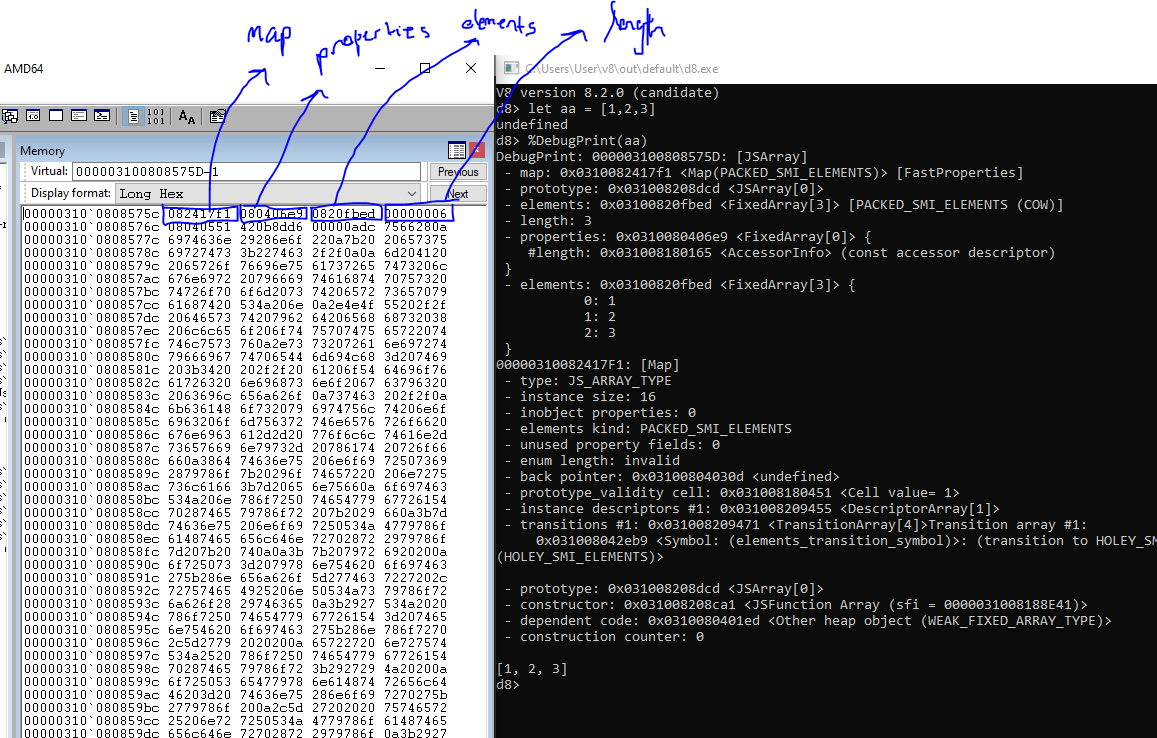 map
properties
elements
length
AMD64
Memory
Virtual: 000003100808575D-1 Previous
Display format: Long Hex Next
00000310`0808575c 082417f1 080406e9 0820fbed 00000006
00000310`0808576c 08040551 420b8dd6 00000adc 7566280a
00000310`0808577c 6974636e 29286e6f 220a7b20 20657375
00000310`0808578c 69727473 3b227463 2f2f0a0a 6d204120
00000310`0808579c 2065726f 76696e75 61737265 7473206c
00000310`080857ac 676e6972 20796669 74616874 70757320
00000310`080857bc 74726f70 6f6d2073 74206572 73657079
00000310`080857cc 61687420 534a206e 0a2e4e4f 55202f2f
00000310`080857dc 20646573 74207962 64206568 68732038
00000310`080857ec 206c6c65 6f206f74 75707475 65722074
00000310`080857fc 746c7573 760a2e73 73207261 6e697274
00000310`0808580c 79666967 74706544 6d694c68 3d207469
00000310`0808581c 203b3420 202f2f20 61206f54 64696f76
00000310`0808582c 61726320 6e696873 6e6f2067 63796320
00000310`0808583c 2063696c 656a626f 0a737463 202f2f0a
00000310`0808584c 6b636148 6f732079 6974756c 74206e6f
00000310`0808585c 6963206f 6d756372 746e6576 726f6620
00000310`0808586c 676e6963 612d2d20 776f6c6c 74616e2d
00000310`0808587c 73657669 6e79732d 20786174 20726f66
00000310`0808588c 660a3864 74636e75 206e6f69 72507369
00000310`0808589c 2879786f 7b20296f 74657220 206e7275
00000310`080858ac 736c6166 3b7d2065 6e75660a 6f697463
00000310`080858bc 534a206e 786f7250 74654779 67726154
00000310`080858cc 70287465 79786f72 207b2029 660a3b7d
00000310`080858dc 74636e75 206e6f69 7250534a 4779786f
00000310`080858ec 61487465 656c646e 72702872 2979786f
00000310`080858fc 7d207b20 740a0a3b 7b207972 6920200a
00000310`0808590c 6f725073 3d207978 6e754620 6f697463
00000310`0808591c 275b286e 656a626f 5d277463 7227202c
00000310`0808592c 72757465 4925206e 50534a73 79786f72
00000310`0808593c 6a626f28 29746365 0a3b2927 534a2020
00000310`0808594c 786f7250 74654779 67726154 3d207465
00000310`0808595c 6e754620 6f697463 275b286e 786f7270
00000310`0808596c 2c5d2779 2020200a 65722720 6e727574
00000310`0808597c 534a2520 786f7250 74654779 67726154
00000310`0808598c 70287465 79786f72 3b292729 4a20200a
00000310`0808599c 6f725053 65477978 6e614874 72656c64
00000310`080859ac 46203d20 74636e75 286e6f69 7270275b
00000310`080859bc 2779786f 200a2c5d 27202020 75746572
00000310`080859cc 25206e72 7250534a 4779786f 61487465
00000310`080859dc 656c646e 72702872 2979786f 0a3b2927
C:\Users\User\v8\out\default\d8.exe
V8 version 8.2.0 (candidate)
d8> let aa = [1,2,3]
undefined
d8> %DebugPrint(aa)
DebugPrint: 000003100808575D: [JSArray]
- map: 0x0310082417f1 <Map(PACKED_SMI_ELEMENTS)> [FastProperties]
- prototype: 0x031008208dcd <JSArray[0]>
- elements: 0x03100820fbed <FixedArray[3]> [PACKED_SMI_ELEMENTS (COW)]
- length: 3
- properties: 0x0310080406e9 <FixedArray[0]> {
#length: 0x031008180165 <AccessorInfo> (const accessor descriptor)
}
- elements: 0x03100820fbed <FixedArray[3]> {
0: 1
1: 2
2: 3
}
00000310082417F1: [Map]
- type: JS_ARRAY_TYPE
- instance size: 16
- inobject properties: 0
- elements kind: PACKED_SMI_ELEMENTS
- unused property fields: 0
- enum length: invalid
- back pointer: 0x03100804030d <undefined>
- prototype_validity cell: 0x031008180451 <Cell value= 1>
- instance descriptors #1: 0x031008209455 <DescriptorArray[1]>
- transitions #1: 0x031008209471 <TransitionArray[4]>Transition array #1:
0x031008042eb9 <Symbol: (elements_transition_symbol)>: (transition to HOLEY_SM
(HOLEY_SMI_ELEMENTS)>
- prototype: 0x031008208dcd <JSArray[0]>
- constructor: 0x031008208ca1 <JSFunction Array (sfi = 0000031008188E41)>
- dependent code: 0x0310080401ed <Other heap object (WEAK_FIXED_ARRAY_TYPE)>
- construction counter: 0
[1, 2, 3]
d8>